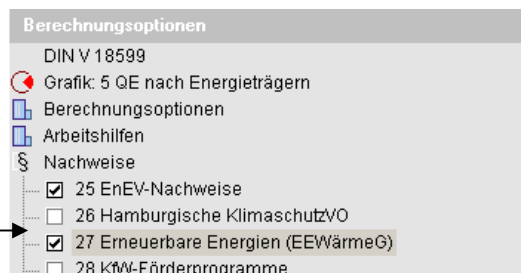 Berechnungsoptionen
DIN V 18599
Grafik: 5 QE nach Energieträgern
Berechnungsoptionen
Arbeitshilfen
§ Nachweise
25 EnEV-Nachweise
26 Hamburgische KlimaschutzVO
27 Erneuerbare Energien (EEWärmeG)
28 KfW-Förderprogramme